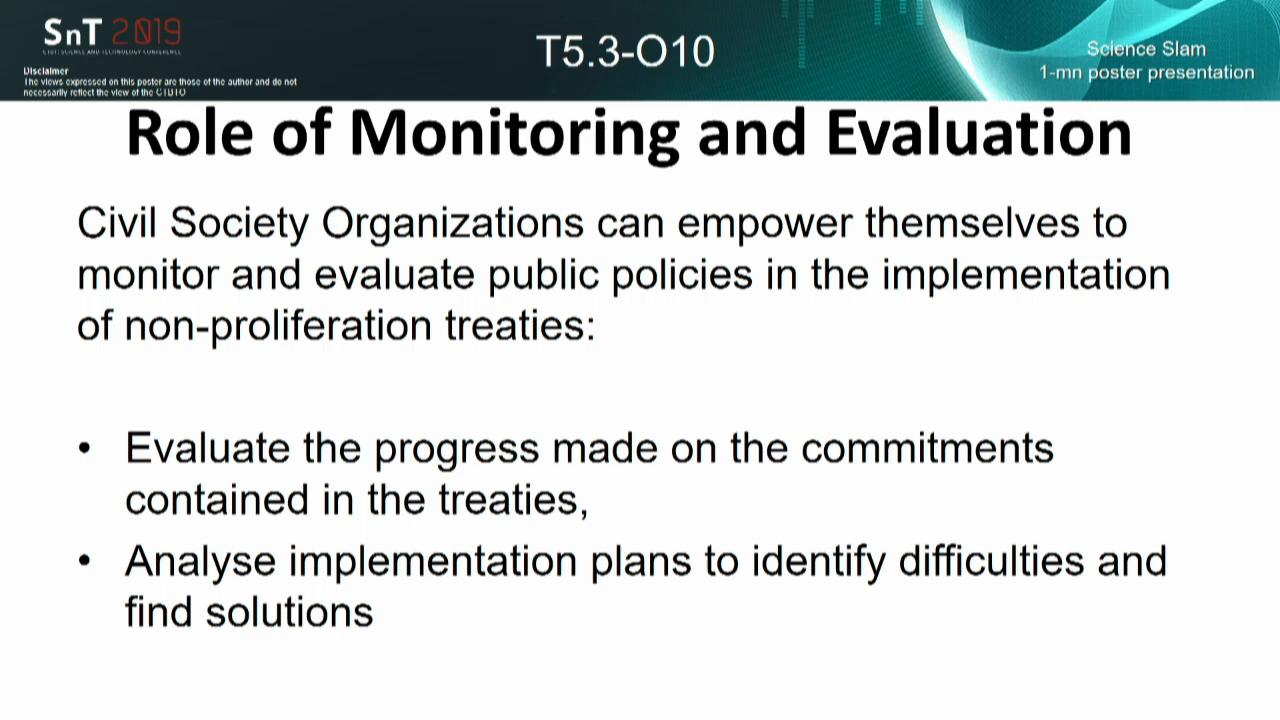 SnT 2019
CTBT: SCIENCE AND TECHNOLOGY CONFERENCE
Disclaimer
The views expressed on this poster are those of the author and do not
necessarily reflect the view of the CTBTO
T5.3-O10
Science Slam
1-mn poster presentation
Role of Monitoring and Evaluation
Civil Society Organizations can empower themselves to
monitor and evaluate public policies in the implementation
of non-proliferation treaties:
• Evaluate the progress made on the commitments
contained in the treaties,
• Analyse implementation plans to identify difficulties and
find solutions